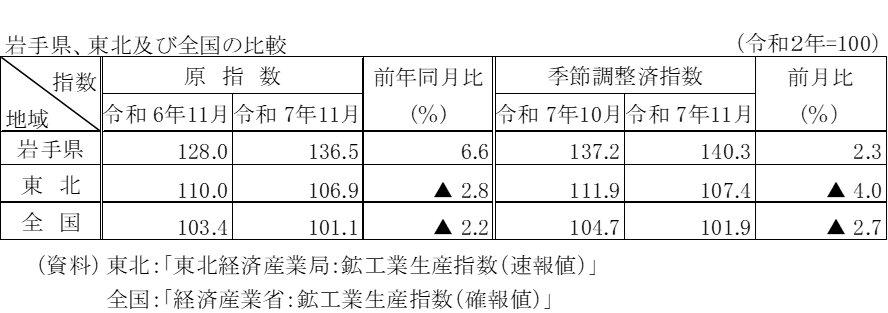 岩手県、東北及び全国の比較 (令和２年=100)
指数 原 指 数 前年同月比 季節調整済指数 前月比
地域 令和 6年11月 令和 7年11月 (%) 令和 7年10月 令和 7年11月 (%)
岩手県 128.0 136.5 6.6 137.2 140.3 2.3
東 北 110.0 106.9 ▲ 2.8 111.9 107.4 ▲ 4.0
全 国 103.4 101.1 ▲ 2.2 104.7 101.9 ▲ 2.7
(資料) 東北：「東北経済産業局：鉱工業生産指数（速報値）」
全国：「経済産業省：鉱工業生産指数（確報値）」